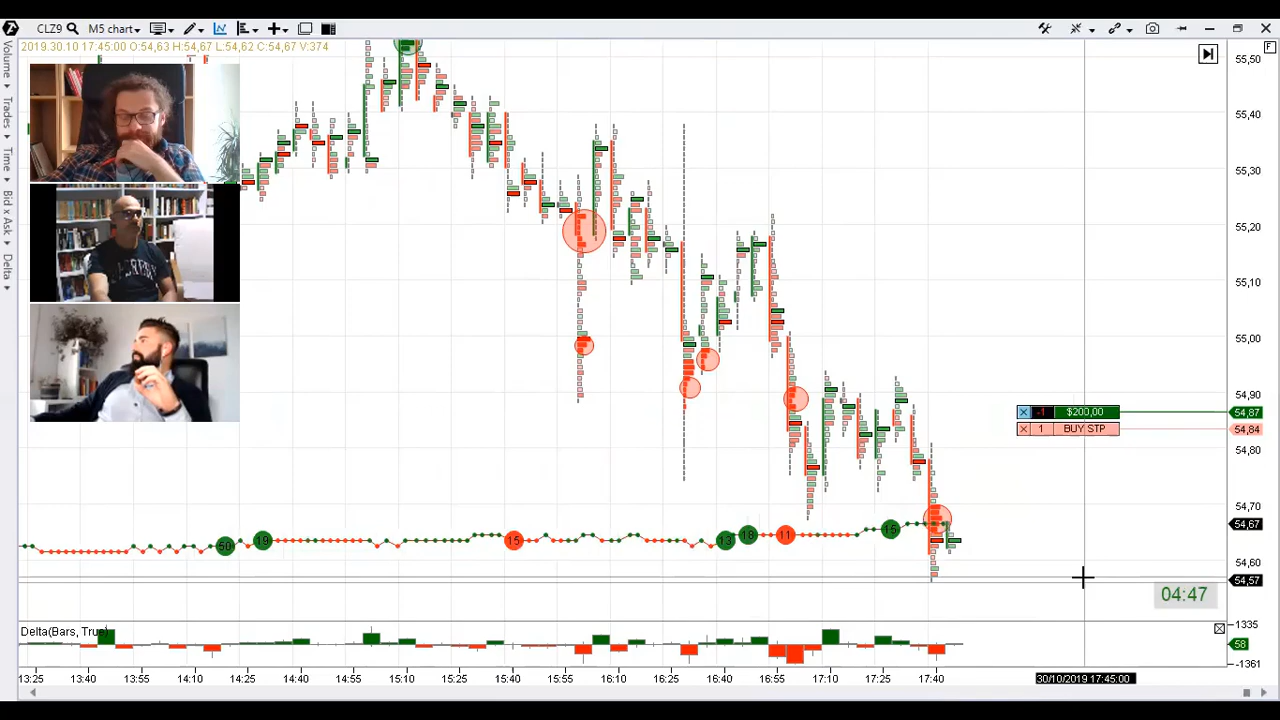 CLZ9 M5 chart
2019.30.10 17:45:00 O:54,63 H:54,67 L:54,62 C:54,67 V:374
F
Volume
Trades
Time
Bid x Ask
Delta
55,50
55,40
55,30
55,20
55,10
55,00
54,90
54,80
54,70
54,60
-1 $200,00 54,87
1 BUY STP 54,84
54,67
54,57
50 19 15 13 18 11 15
04:47
Delta(Bars, True)
1335
58
-1361
13:25 13:40 13:55 14:10 14:25 14:40 14:55 15:10 15:25 15:40 15:55 16:10 16:25 16:40 16:55 17:10 17:25 17:40 30/10/2019 17:45:00